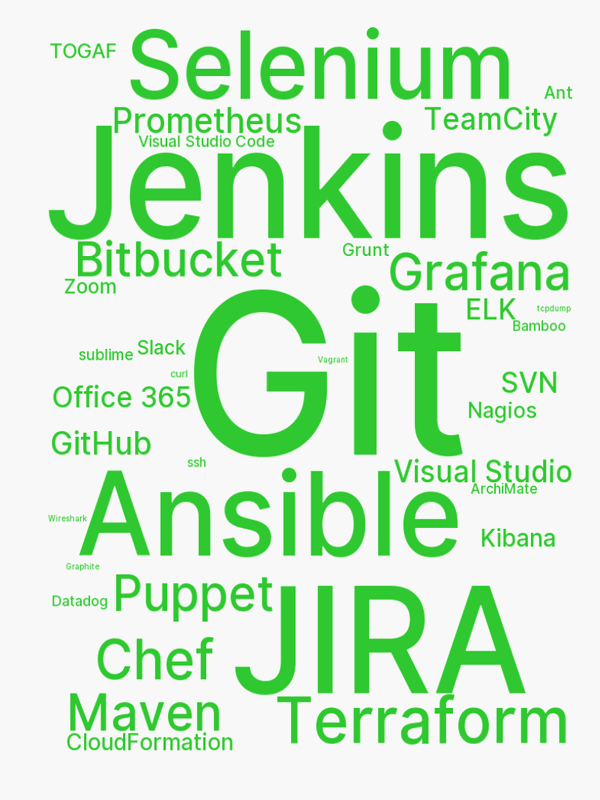 Selenium
TOGAF
Ant
Prometheus
TeamCity
Visual Studio Code
Jenkins
Bitbucket
Grunt
Grafana
Zoom
ELK
tcpdump
Bamboo
Git
sublime
Slack
Vagrant
curl
SVN
Office 365
Nagios
GitHub
ssh
Visual Studio
ArchiMate
Ansible
Wireshark
Kibana
Graphite
Datadog
Puppet
JIRA
Chef
Maven
Terraform
CloudFormation